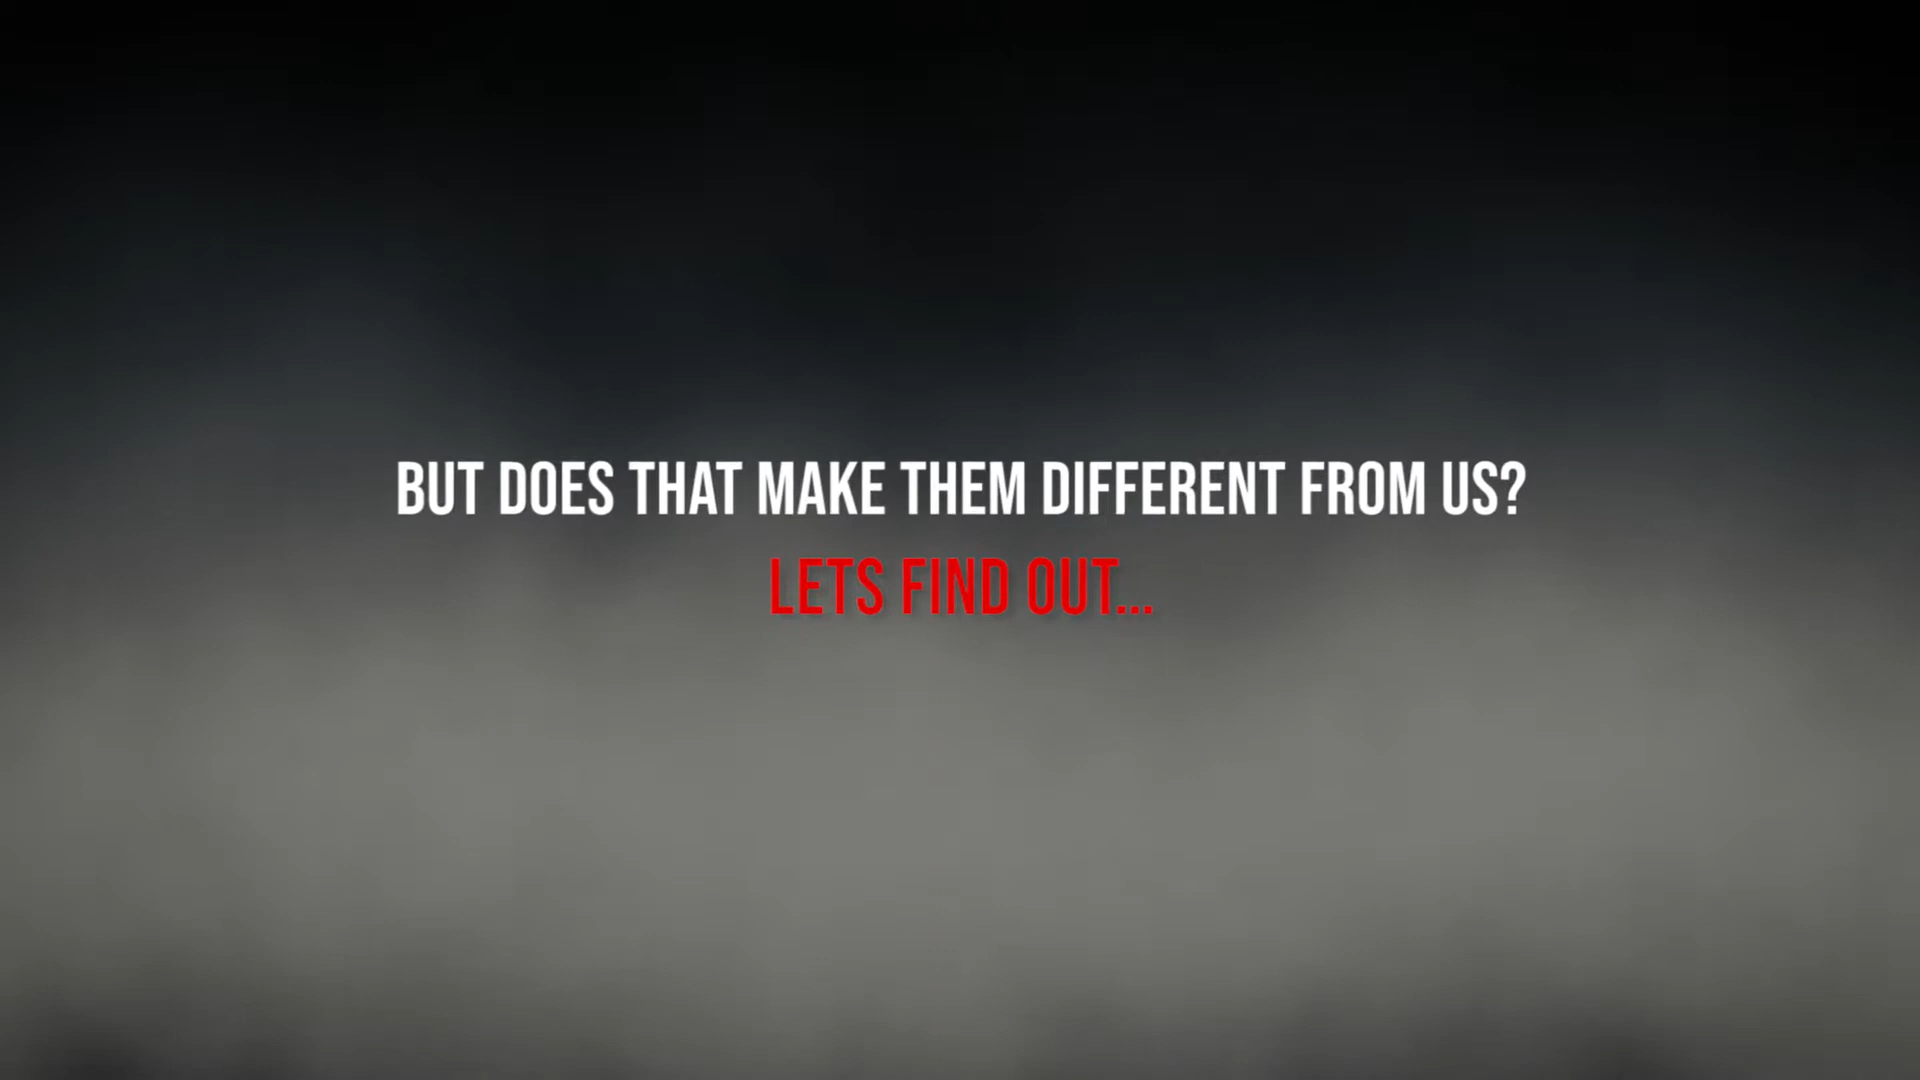 BUT DOES THAT MAKE THEM DIFFERENT FROM US?
LETS FIND OUT...